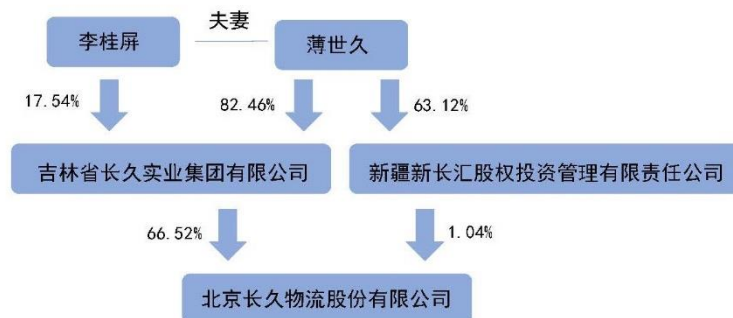 夫妻
李桂屏
薄世久
17.54%
82.46%
63.12%
吉林省长久实业集团有限公司
新疆新长汇股权投资管理有限责任公司
66.52%
1.04%
北京长久物流股份有限公司